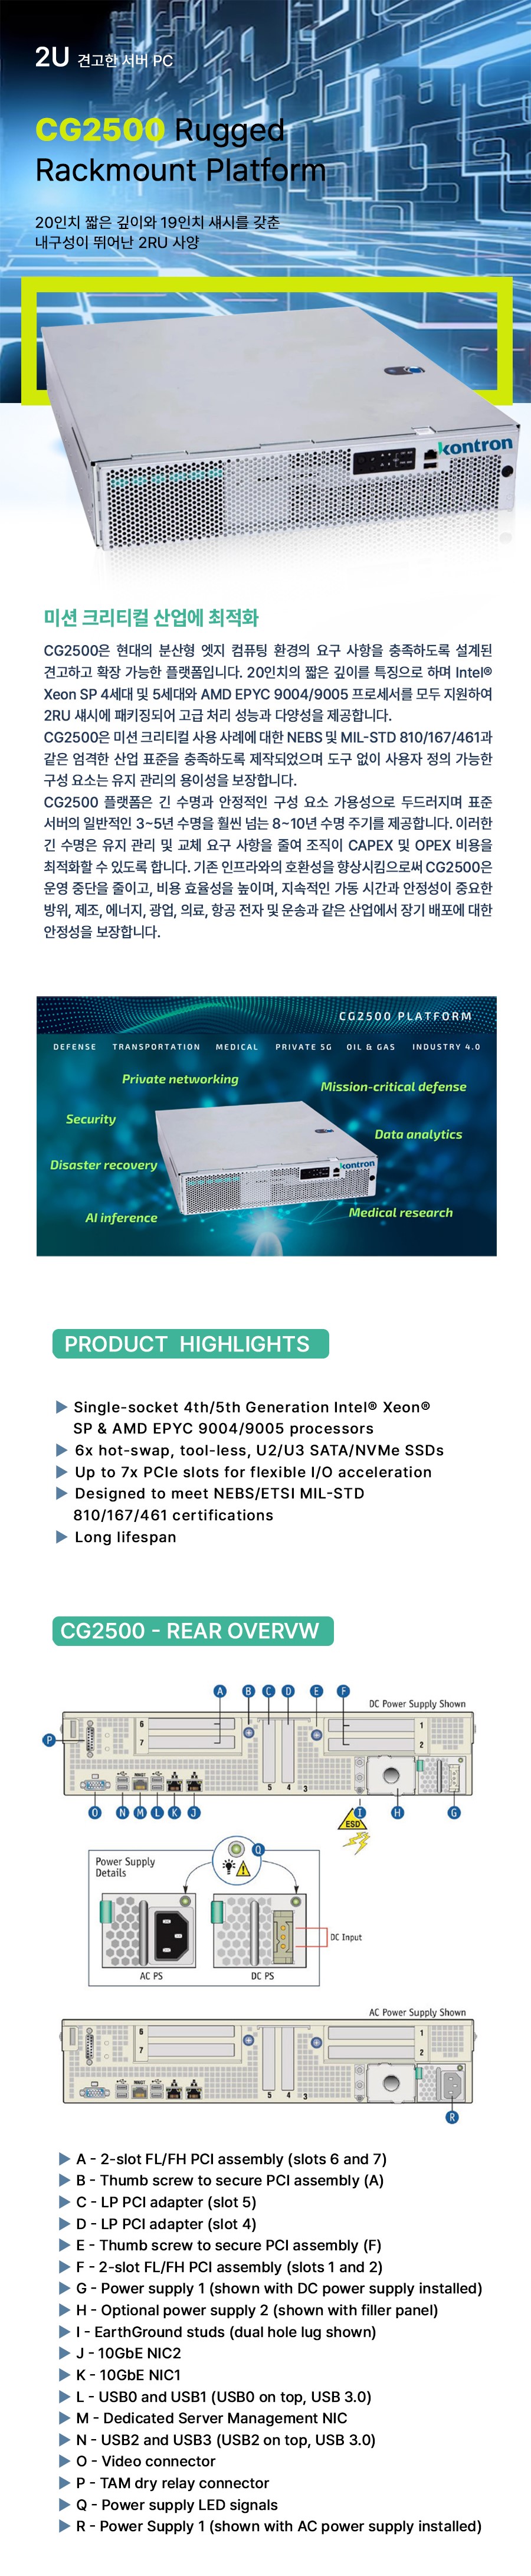 2U 견고한 서버 PC
CG2500 Rugged
Rackmount Platform
20인치 짧은 깊이와 19인치 섀시를 갖춘
내구성이 뛰어난 2RU 사양
kontron
미션 크리티컬 산업에 최적화
CG2500은 현대의 분산형 엣지 컴퓨팅 환경의 요구 사항을 충족하도록 설계된
견고하고 확장 가능한 플랫폼입니다. 20인치의 짧은 깊이를 특징으로 하며 Intel®
Xeon SP 4세대 및 5세대와 AMD EPYC 9004/9005 프로세서를 모두 지원하여
2RU 섀시에 패키징되어 고급 처리 성능과 다양성을 제공합니다.
CG2500은 미션 크리티컬 사용 사례에 대한 NEBS 및 MIL-STD 810/167/461과
같은 엄격한 산업 표준을 충족하도록 제작되었으며 도구 없이 사용자 정의 가능한
구성 요소는 유지 관리의 용이성을 보장합니다.
CG2500 플랫폼은 긴 수명과 안정적인 구성 요소 가용성으로 두드러지며 표준
서버의 일반적인 3~5년 수명을 훨씬 넘는 8~10년 수명 주기를 제공합니다. 이러한
긴 수명은 유지 관리 및 교체 요구 사항을 줄여 조직이 CAPEX 및 OPEX 비용을
최적화할 수 있도록 합니다. 기존 인프라와의 호환성을 향상시킴으로써 CG2500은
운영 중단을 줄이고, 비용 효율성을 높이며, 지속적인 가동 시간과 안정성이 중요한
방위, 제조, 에너지, 광업, 의료, 항공 전자 및 운송과 같은 산업에서 장기 배포에 대한
안정성을 보장합니다.
CG2500 PLATFORM
DEFENSE TRANSPORTATION MEDICAL PRIVATE 5G OIL & GAS INDUSTRY 4.0
Private networking
Mission-critical defense
Security
Data analytics
Disaster recovery
kontron
AI inference
Medical research
PRODUCT HIGHLIGHTS
▶ Single-socket 4th/5th Generation Intel® Xeon®
SP & AMD EPYC 9004/9005 processors
▶ 6x hot-swap, tool-less, U2/U3 SATA/NVMe SSDs
▶ Up to 7x PCIe slots for flexible I/O acceleration
▶ Designed to meet NEBS/ETSI MIL-STD
810/167/461 certifications
▶ Long lifespan
CG2500 - REAR OVERVW
A B C D E F
DC Power Supply Shown
P
6
7
5 4 3
1
2
O N M L K J I H G
ESD
Q
Power Supply
Details
DC Input
AC PS
DC PS
AC Power Supply Shown
6
7
5 4 3
1
2
R
▶ A - 2-slot FL/FH PCI assembly (slots 6 and 7)
▶ B - Thumb screw to secure PCI assembly (A)
▶ C - LP PCI adapter (slot 5)
▶ D - LP PCI adapter (slot 4)
▶ E - Thumb screw to secure PCI assembly (F)
▶ F - 2-slot FL/FH PCI assembly (slots 1 and 2)
▶ G - Power supply 1 (shown with DC power supply installed)
▶ H - Optional power supply 2 (shown with filler panel)
▶ I - EarthGround studs (dual hole lug shown)
▶ J - 10GbE NIC2
▶ K - 10GbE NIC1
▶ L - USB0 and USB1 (USB0 on top, USB 3.0)
▶ M - Dedicated Server Management NIC
▶ N - USB2 and USB3 (USB2 on top, USB 3.0)
▶ O - Video connector
▶ P - TAM dry relay connector
▶ Q - Power supply LED signals
▶ R - Power Supply 1 (shown with AC power supply installed)